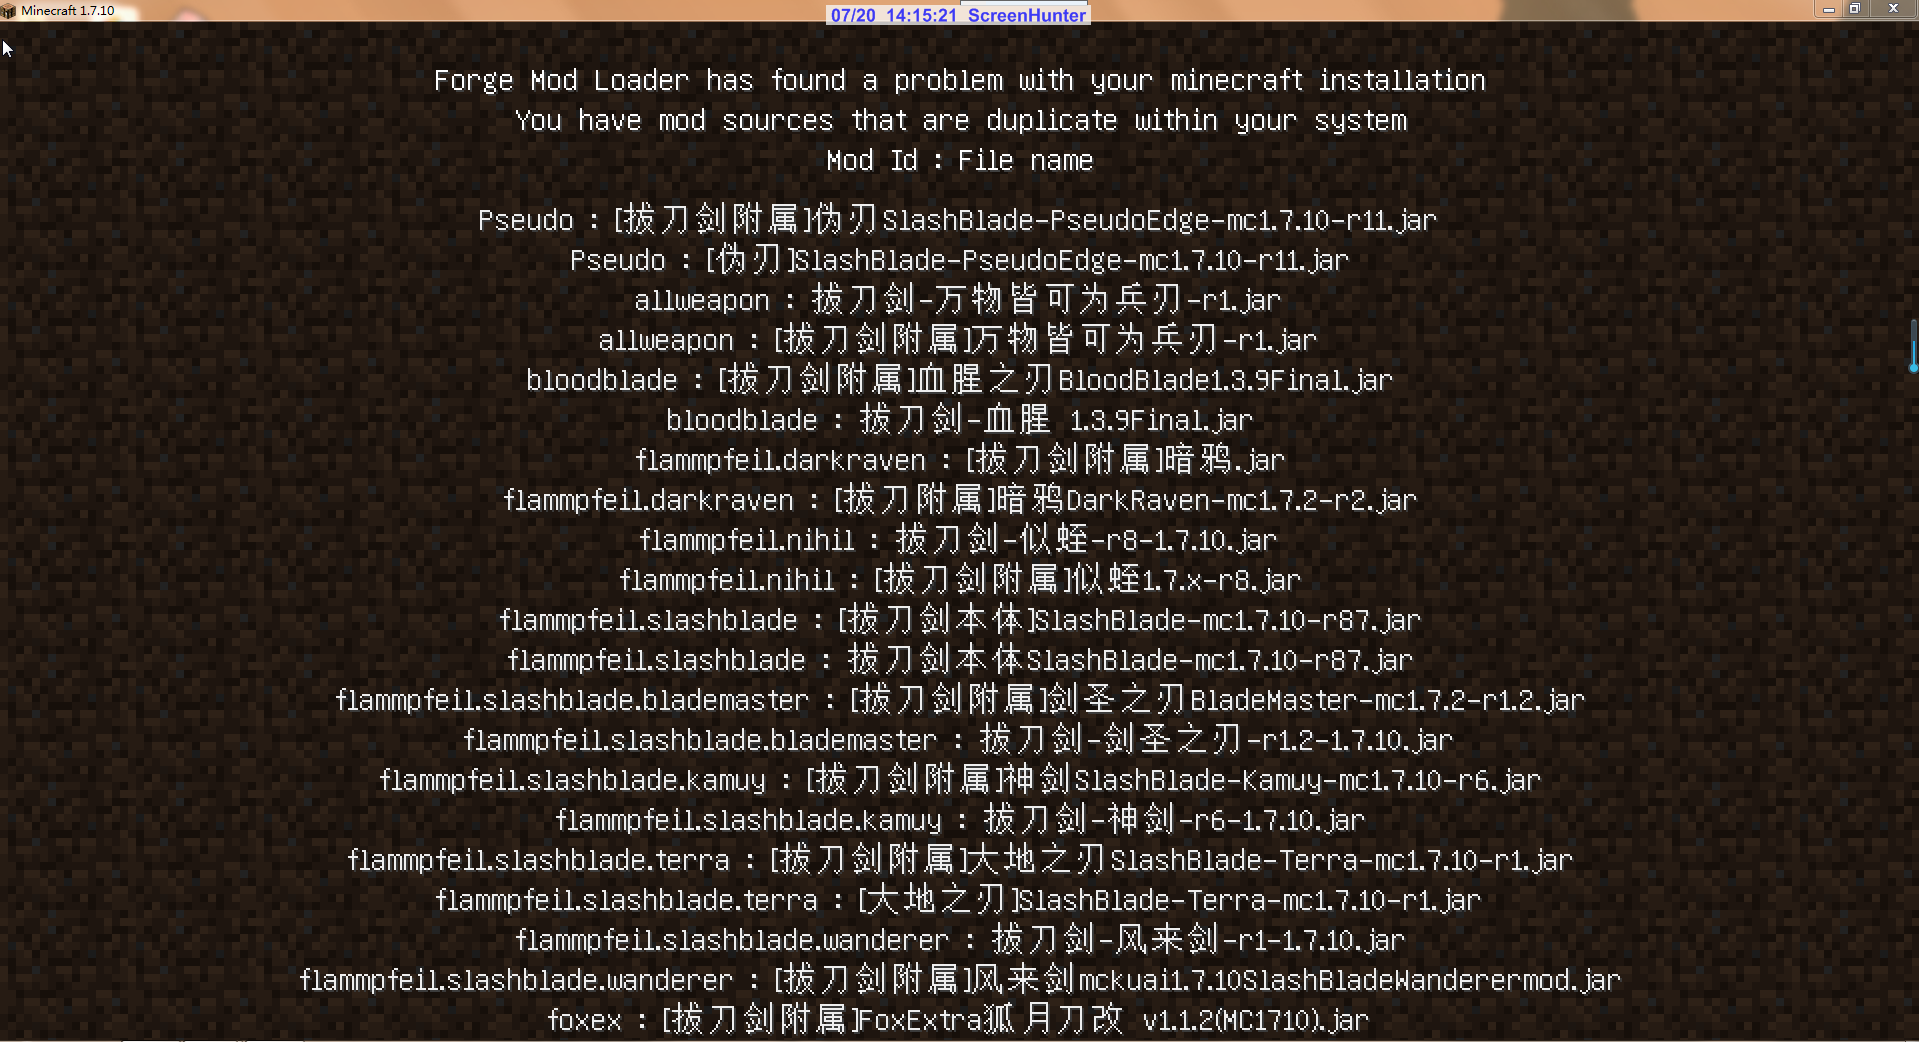 Minecraft 1.7.10
07/20 14:15:21 ScreenHunter
Forge Mod Loader has found a problem with your minecraft installation
You have mod sources that are duplicate within your system
Mod Id : File name
Pseudo : [拔刀剑附属]伪刃SlashBlade-PseudoEdge-mc1.7.10-r11.jar
Pseudo : [伪刃]SlashBlade-PseudoEdge-mc1.7.10-r11.jar
allweapon : 拔刀剑-万物皆可为兵刃-r1.jar
allweapon : [拔刀剑附属]万物皆可为兵刃-r1.jar
bloodblade : [拔刀剑附属]血腥之刃BloodBlade1.3.9Final.jar
bloodblade : 拔刀剑-血腥 1.3.9Final.jar
flammpfeil.darkraven : [拔刀剑附属]暗鸦.jar
flammpfeil.darkraven : [拔刀附属]暗鸦DarkRaven-mc1.7.2-r2.jar
flammpfeil.nihil : 拔刀剑-似蛭-r8-1.7.10.jar
flammpfeil.nihil : [拔刀剑附属]似蛭1.7.x-r8.jar
flammpfeil.slashblade : [拔刀剑本体]SlashBlade-mc1.7.10-r87.jar
flammpfeil.slashblade : 拔刀剑本体SlashBlade-mc1.7.10-r87.jar
flammpfeil.slashblade.blademaster : [拔刀剑附属]剑圣之刃BladeMaster-mc1.7.2-r1.2.jar
flammpfeil.slashblade.blademaster : 拔刀剑-剑圣之刃-r1.2-1.7.10.jar
flammpfeil.slashblade.kamuy : [拔刀剑附属]神剑SlashBlade-Kamuy-mc1.7.10-r6.jar
flammpfeil.slashblade.kamuy : 拔刀剑-神剑-r6-1.7.10.jar
flammpfeil.slashblade.terra : [拔刀剑附属]大地之刃SlashBlade-Terra-mc1.7.10-r1.jar
flammpfeil.slashblade.terra : [大地之刃]SlashBlade-Terra-mc1.7.10-r1.jar
flammpfeil.slashblade.wanderer : 拔刀剑-风来剑-r1-1.7.10.jar
flammpfeil.slashblade.wanderer : [拔刀剑附属]风来剑mckuai1.7.10SlashBladeWanderermod.jar
foxex : [拔刀剑附属]FoxExtra狐月刀改 v1.1.2(MC1710).jar